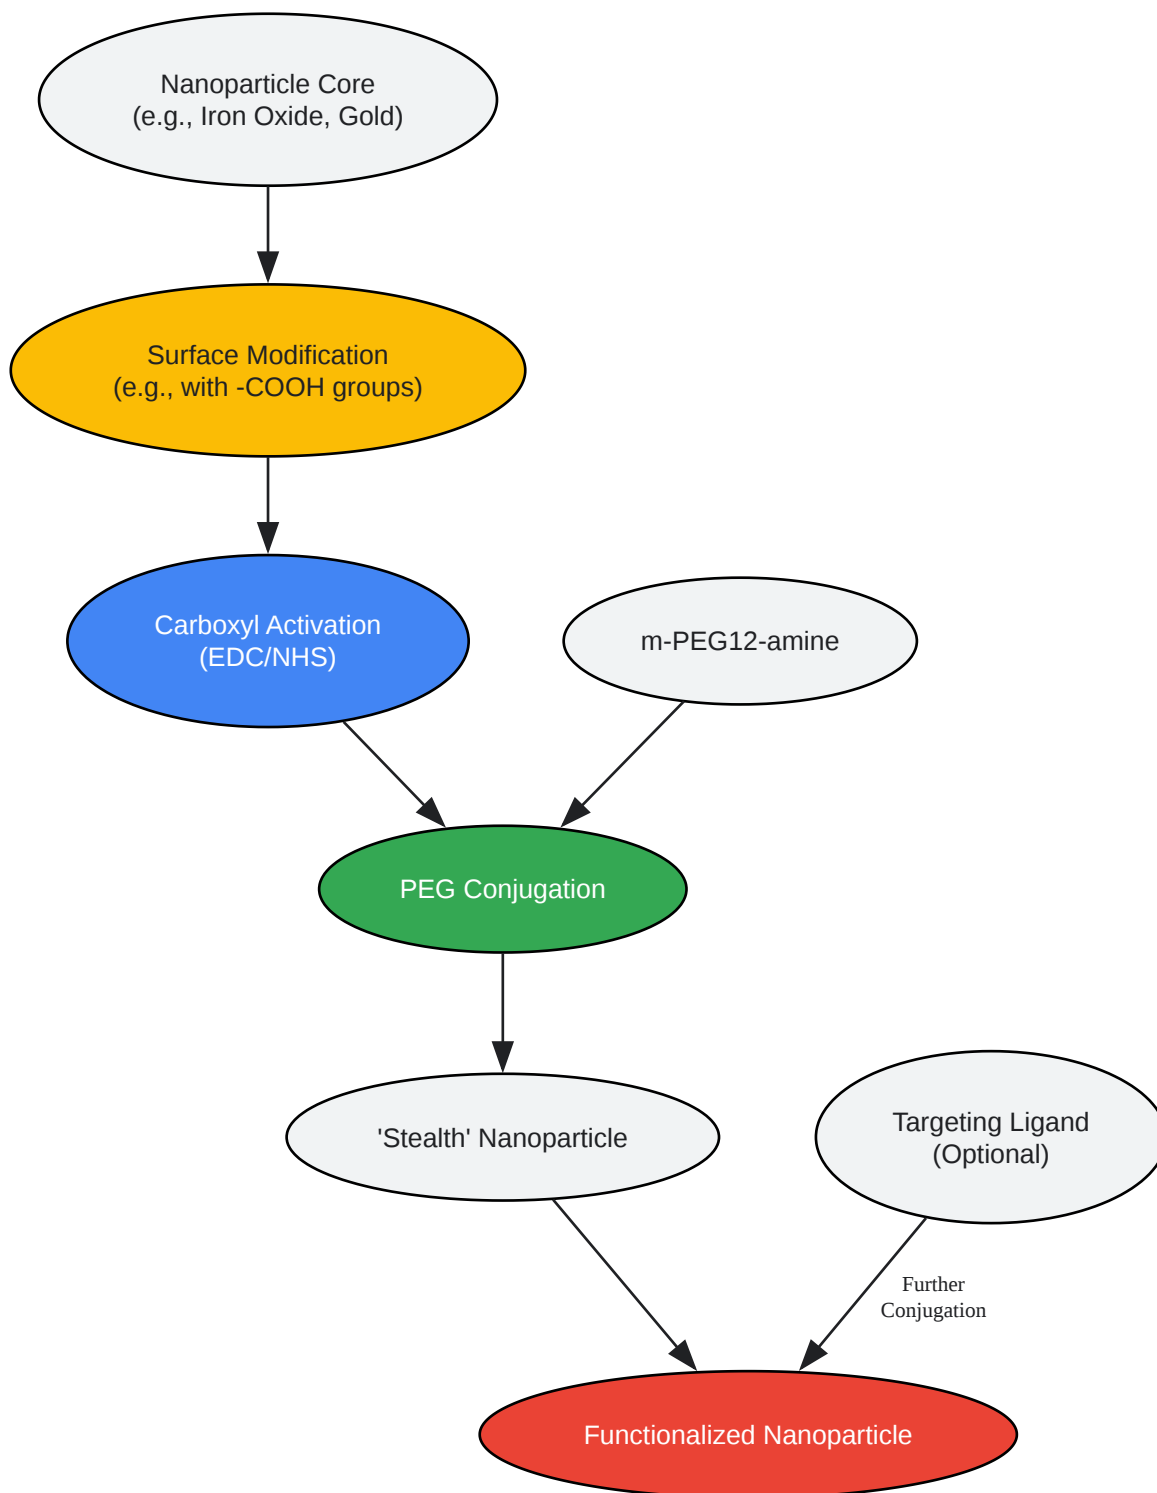 Nanoparticle Core
(e.g., Iron Oxide, Gold)
Surface Modification
(e.g., with -COOH groups)
Carboxyl Activation
(EDC/NHS)
m-PEG12-amine
PEG Conjugation
'Stealth' Nanoparticle
Targeting Ligand
(Optional)
Further
Conjugation
Functionalized Nanoparticle